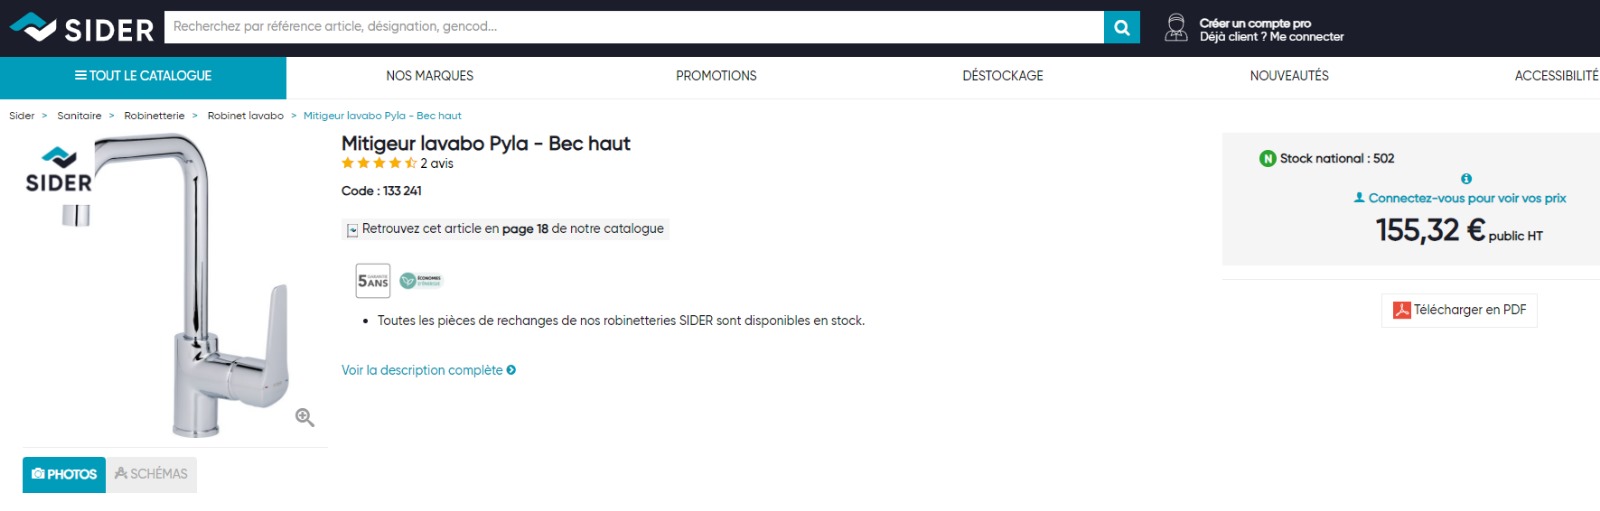 SIDER
Recherchez par référence article, désignation, gencod...
Créer un compte pro
Déjà client ? Me connecter
TOUT LE CATALOGUE
NOS MARQUES
PROMOTIONS
DÉSTOCKAGE
NOUVEAUTÉS
ACCESSIBILITÉ
Sider > Sanitaire > Robinetterie > Robinet lavabo > Mitigeur lavabo Pyla - Bec haut
SIDER
Mitigeur lavabo Pyla - Bec haut
2 avis
Code : 133 241
Retrouvez cet article en page 18 de notre catalogue
5 ANS
ÉCONOMIES
Toutes les pièces de rechanges de nos robinetteries SIDER sont disponibles en stock.
Voir la description complète
N Stock national : 502
Connectez-vous pour voir vos prix
155,32 € public HT
Télécharger en PDF
PHOTOS
SCHÉMAS